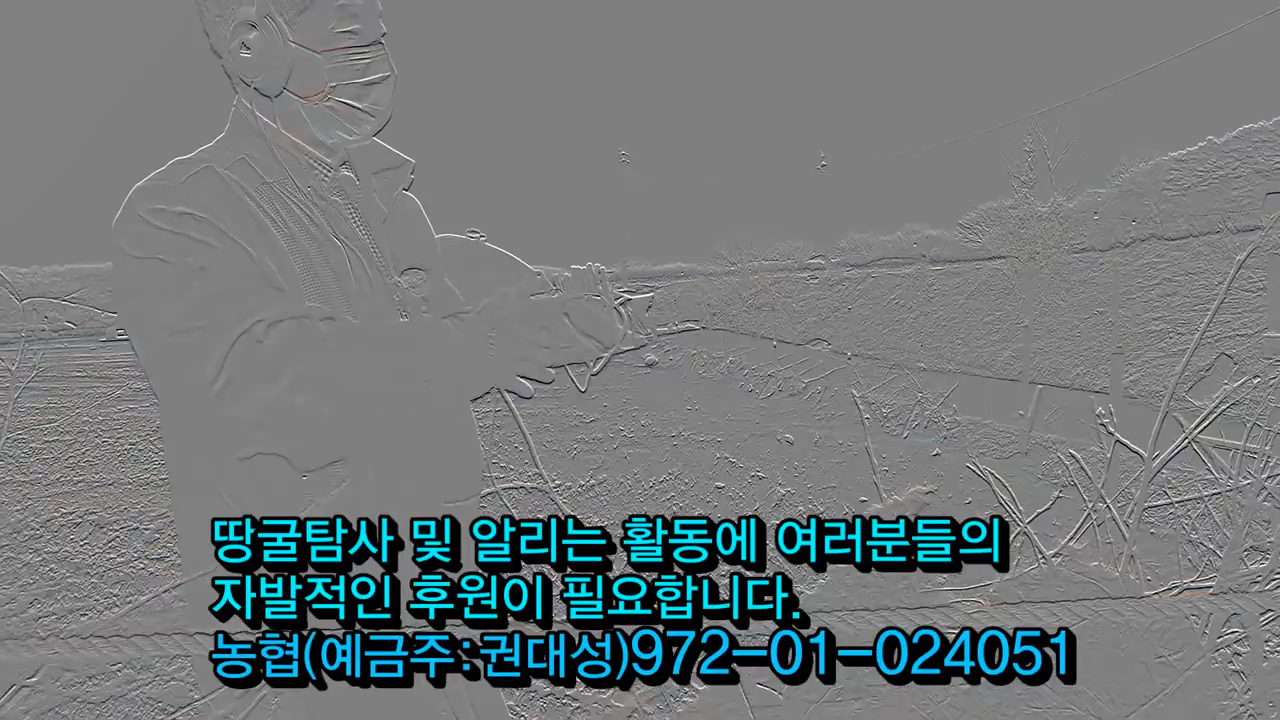 땅굴탐사 및 알리는 활동에 여러분들의
자발적인 후원이 필요합니다.
농협(예금주:권대성)972-01-024051